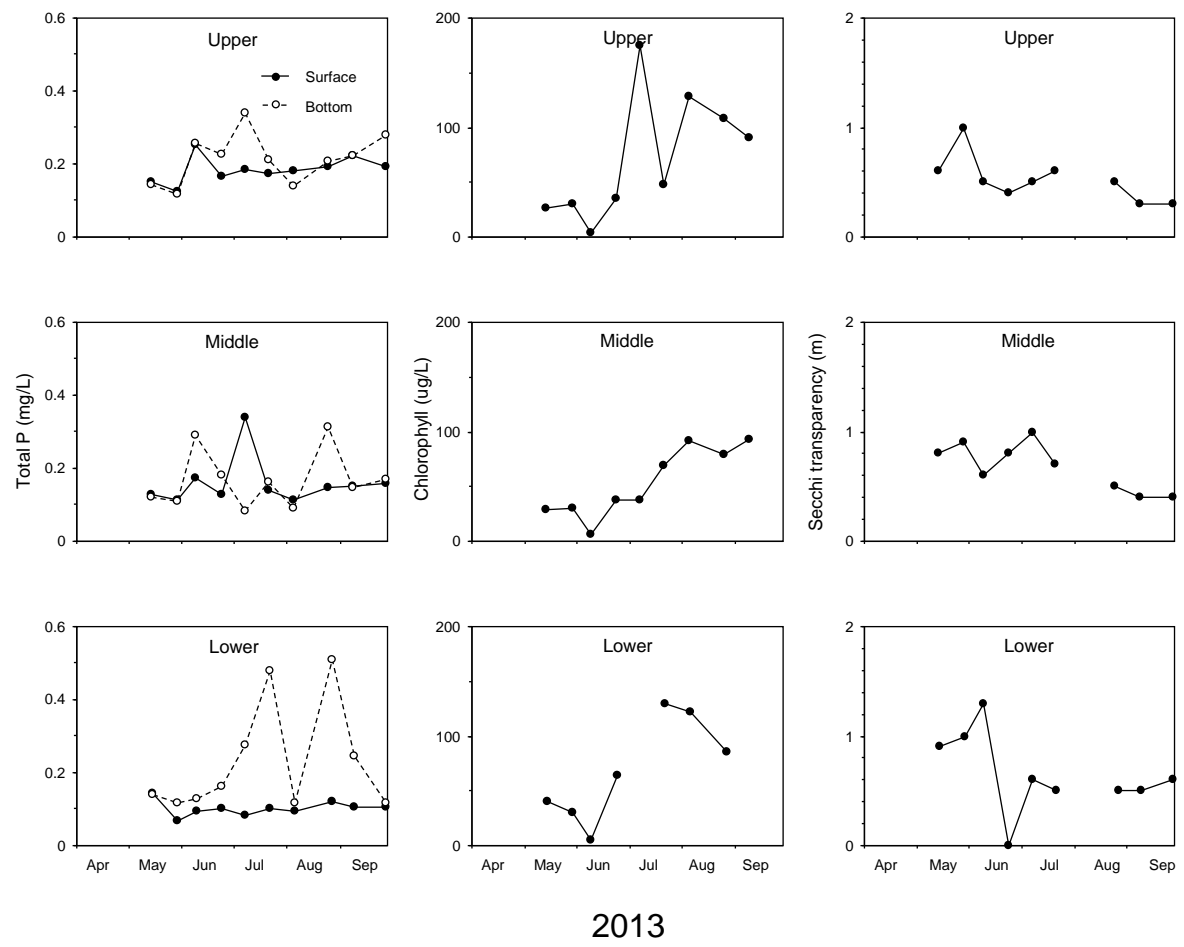 0.6
0.4
0.2
0
Upper
Surface
Bottom
200
100
0
Upper
2
1
0
Upper
Total P (mg/L)
0.6
0.4
0.2
0
Middle
Chlorophyll (ug/L)
200
100
0
Middle
Secchi transparency (m)
2
1
0
Middle
0.6
0.4
0.2
0
Lower
Apr May Jun Jul Aug Sep
200
100
0
Lower
Apr May Jun Jul Aug Sep
2
1
0
Lower
Apr May Jun Jul Aug Sep
2013